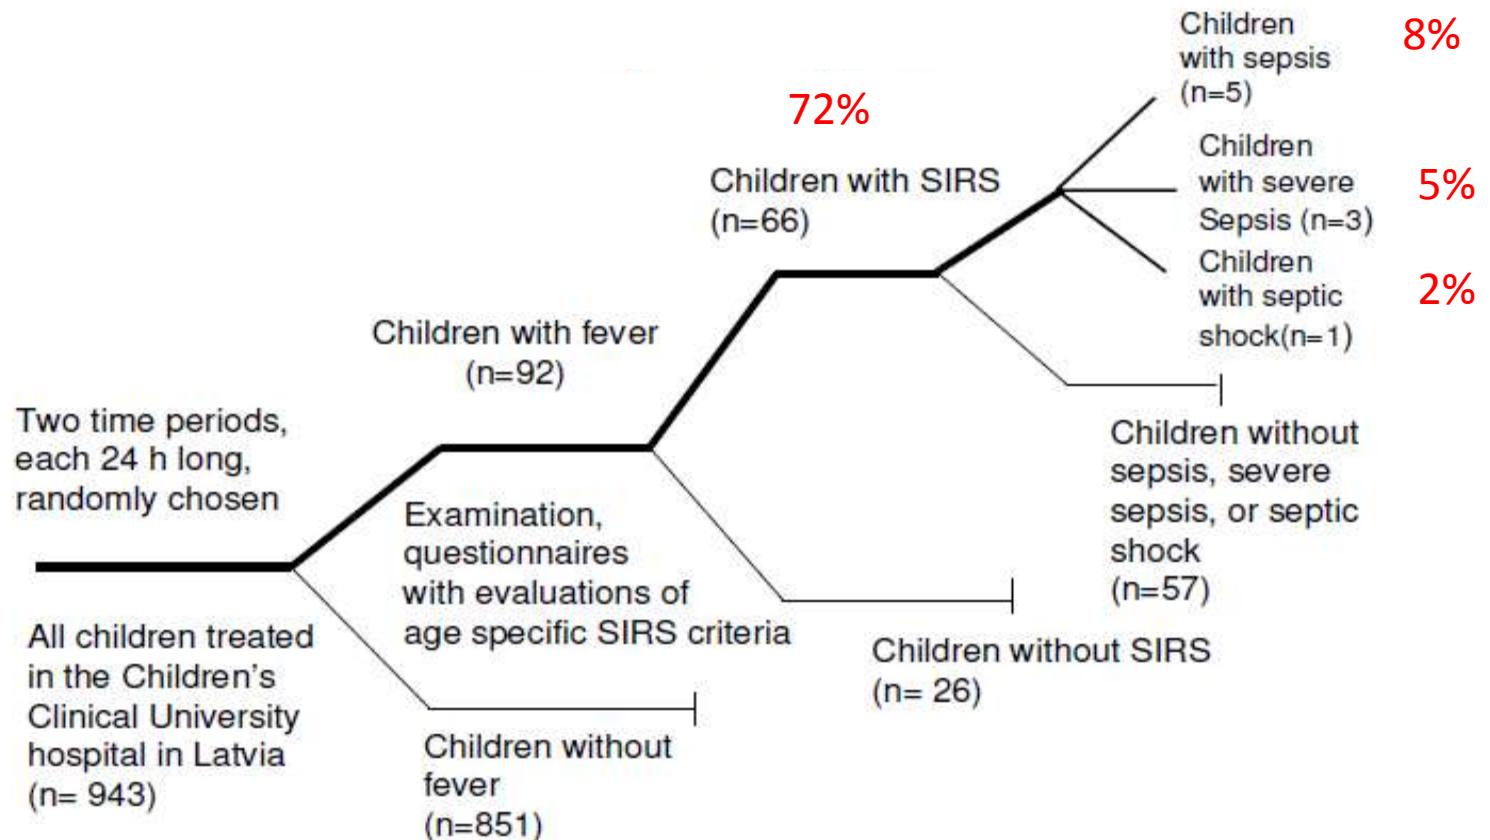 Two time periods,
each 24 h long,
randomly chosen
All children treated
in the Children's
Clinical University
hospital in Latvia
(n= 943)
Children with fever
(n=92)
Examination,
questionnaires
with evaluations of
age specific SIRS criteria
Children without
fever
(n=851)
72%
Children with SIRS
(n=66)
Children without SIRS
(n= 26)
Children
with sepsis
(n=5)
8%
Children
with severe
Sepsis (n=3)
5%
Children
with septic
shock(n=1)
2%
Children without
sepsis, severe
sepsis, or septic
shock
(n=57)